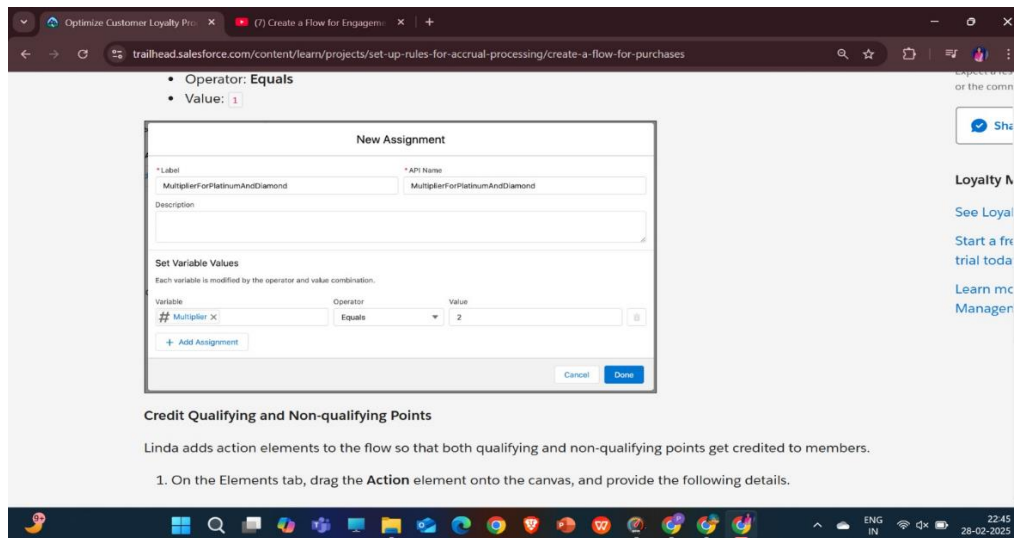 Optimize Customer Loyalty Pro
(7) Create a Flow for Engageme
trailhead.salesforce.com/content/learn/projects/set-up-rules-for-accrual-processing/create-a-flow-for-purchases
• Operator: Equals
• Value: 1
or the comm
New Assignment
* Label
* API Name
MultiplierForPlatinumAndDiamond
MultiplierForPlatinumAndDiamond
Description
Set Variable Values
Each variable is modified by the operator and value combination.
Variable
Operator
Value
Multiplier
Equals
2
+ Add Assignment
Cancel
Done
Credit Qualifying and Non-qualifying Points
Linda adds action elements to the flow so that both qualifying and non-qualifying points get credited to members.
1. On the Elements tab, drag the Action element onto the canvas, and provide the following details.
Sha
Loyalty M
See Loyal
Start a fre
trial toda
Learn mo
Managem
9+
ENG
IN
22:45
28-02-2025